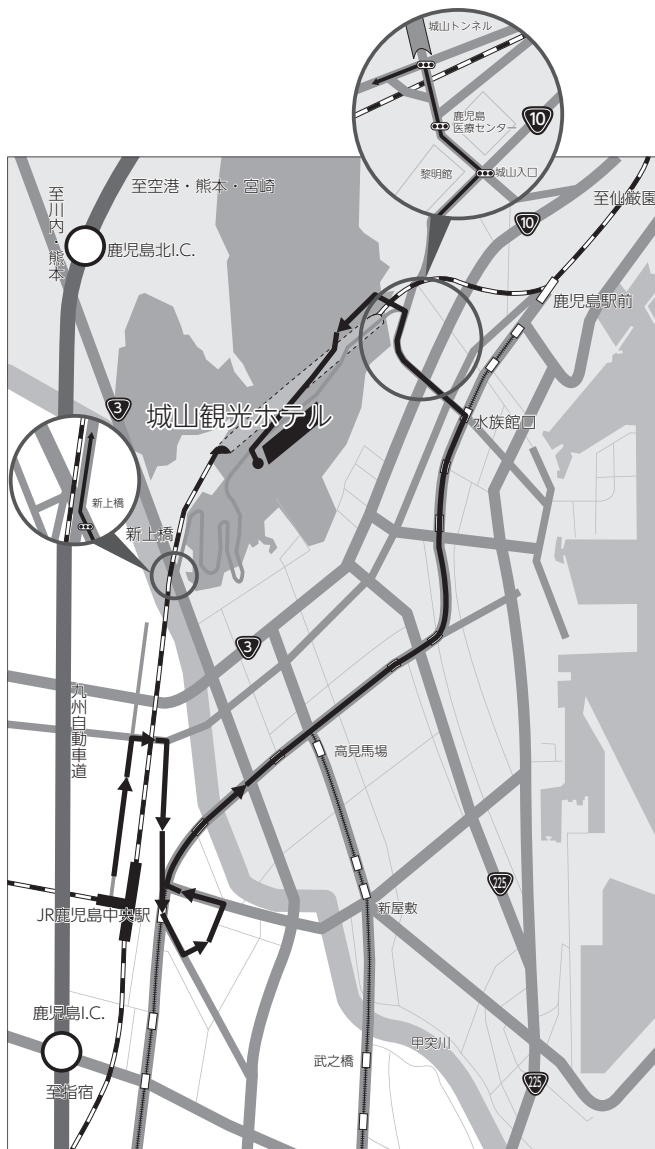 城山トンネル
鹿児島
医療センター
10
黎明館
城山入口
至空港・熊本・宮崎
至川内・熊本
鹿児島北I.C.
10
至仙厳園
鹿児島駅前
3
城山観光ホテル
水族館口
新上橋
新上橋
3
九州自動車道
高見馬場
225
JR鹿児島中央駅
新屋敷
鹿児島I.C.
甲突川
武之橋
225
至指宿